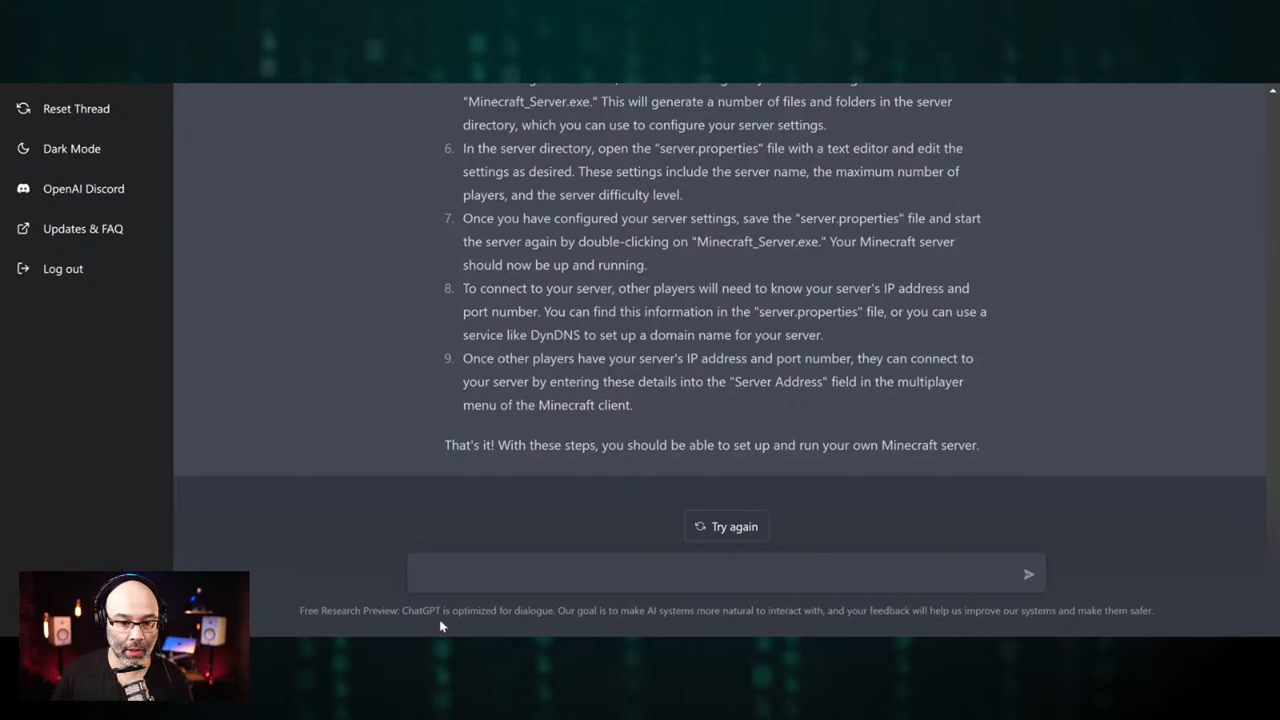 Reset Thread
Dark Mode
OpenAI Discord
Updates & FAQ
Log out
"Minecraft_Server.exe." This will generate a number of files and folders in the server
directory, which you can use to configure your server settings.
6. In the server directory, open the "server.properties" file with a text editor and edit the
settings as desired. These settings include the server name, the maximum number of
players, and the server difficulty level.
7. Once you have configured your server settings, save the "server.properties" file and start
the server again by double-clicking on "Minecraft_Server.exe." Your Minecraft server
should now be up and running.
8. To connect to your server, other players will need to know your server's IP address and
port number. You can find this information in the "server.properties" file, or you can use a
service like DynDNS to set up a domain name for your server.
9. Once other players have your server's IP address and port number, they can connect to
your server by entering these details into the "Server Address" field in the multiplayer
menu of the Minecraft client.
That's it! With these steps, you should be able to set up and run your own Minecraft server.
Try again
Free Research Preview: ChatGPT is optimized for dialogue. Our goal is to make AI systems more natural to interact with, and your feedback will help us improve our systems and make them safer.